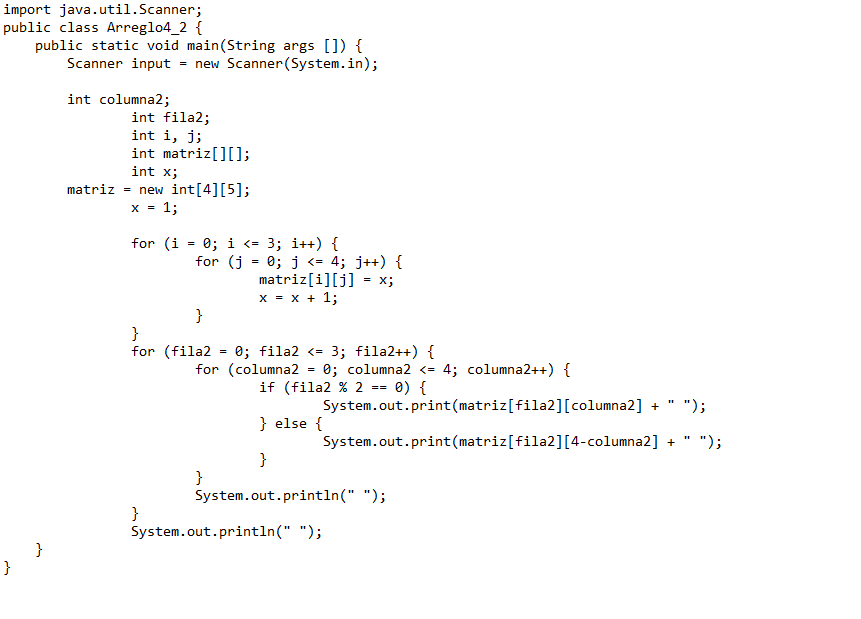 import java.util.Scanner;
public class Arreglo4_2 {
    public static void main(String args []) {
        Scanner input = new Scanner(System.in);

        int columna2;
                int fila2;
                int i, j;
                int matriz[][];
                int x;
        matriz = new int[4][5];
                x = 1;

                for (i = 0; i <= 3; i++) {
                        for (j = 0; j <= 4; j++) {
                                matriz[i][j] = x;
                                x = x + 1;
                        }
                }
                for (fila2 = 0; fila2 <= 3; fila2++) {
                        for (columna2 = 0; columna2 <= 4; columna2++) {
                                if (fila2 % 2 == 0) {
                                        System.out.print(matriz[fila2][columna2] + " ");
                                } else {
                                        System.out.print(matriz[fila2][4-columna2] + " ");
                                }
                        }
                        System.out.println(" ");
                }
                System.out.println(" ");
    }
}